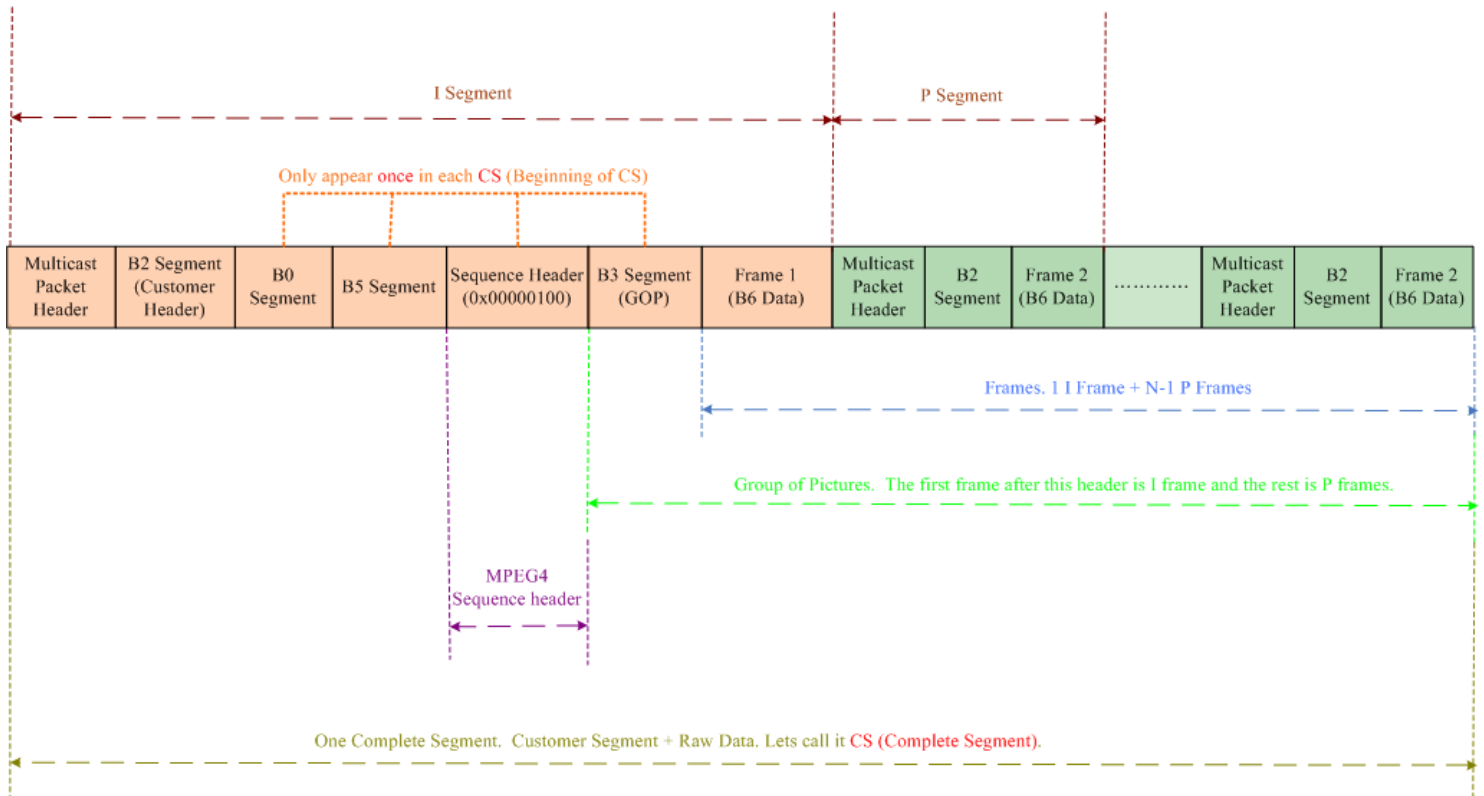 I Segment
P Segment
Only appear once in each CS (Beginning of CS)
Multicast
Packet
Header
B2 Segment
(Customer
Header)
B0
Segment
B5 Segment
Sequence Header
(0x00000100)
B3 Segment
(GOP)
Frame 1
(B6 Data)
Multicast
Packet
Header
B2
Segment
Frame 2
(B6 Data)
............
Multicast
Packet
Header
B2
Segment
Frame 2
(B6 Data)
Frames. 1 I Frame + N-1 P Frames
Group of Pictures. The first frame after this header is I frame and the rest is P frames.
MPEG4
Sequence header
One Complete Segment. Customer Segment + Raw Data. Lets call it CS (Complete Segment).